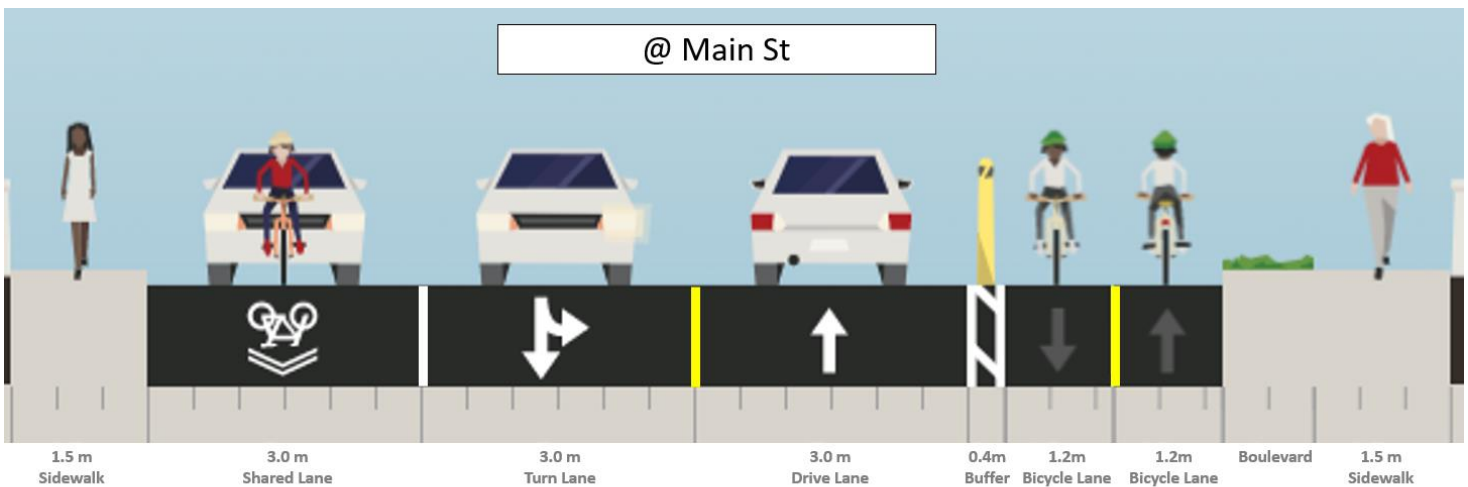 @ Main St
1.5 m
Sidewalk
3.0 m
Shared Lane
3.0 m
Turn Lane
3.0 m
Drive Lane
0.4m
Buffer
1.2m
Bicycle Lane
1.2m
Bicycle Lane
Boulevard
1.5 m
Sidewalk